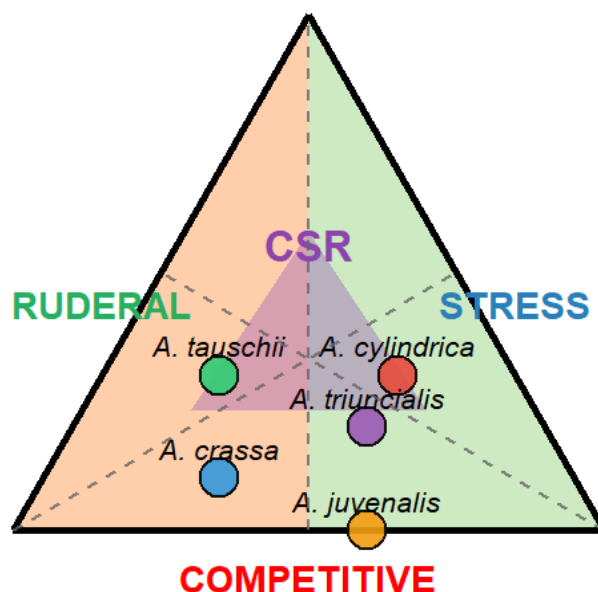 CSR
RUDERAL
STRESS
A. tauschii
A. cylindrica
A. triuncialis
A. crassa
A. juvenalis
COMPETITIVE